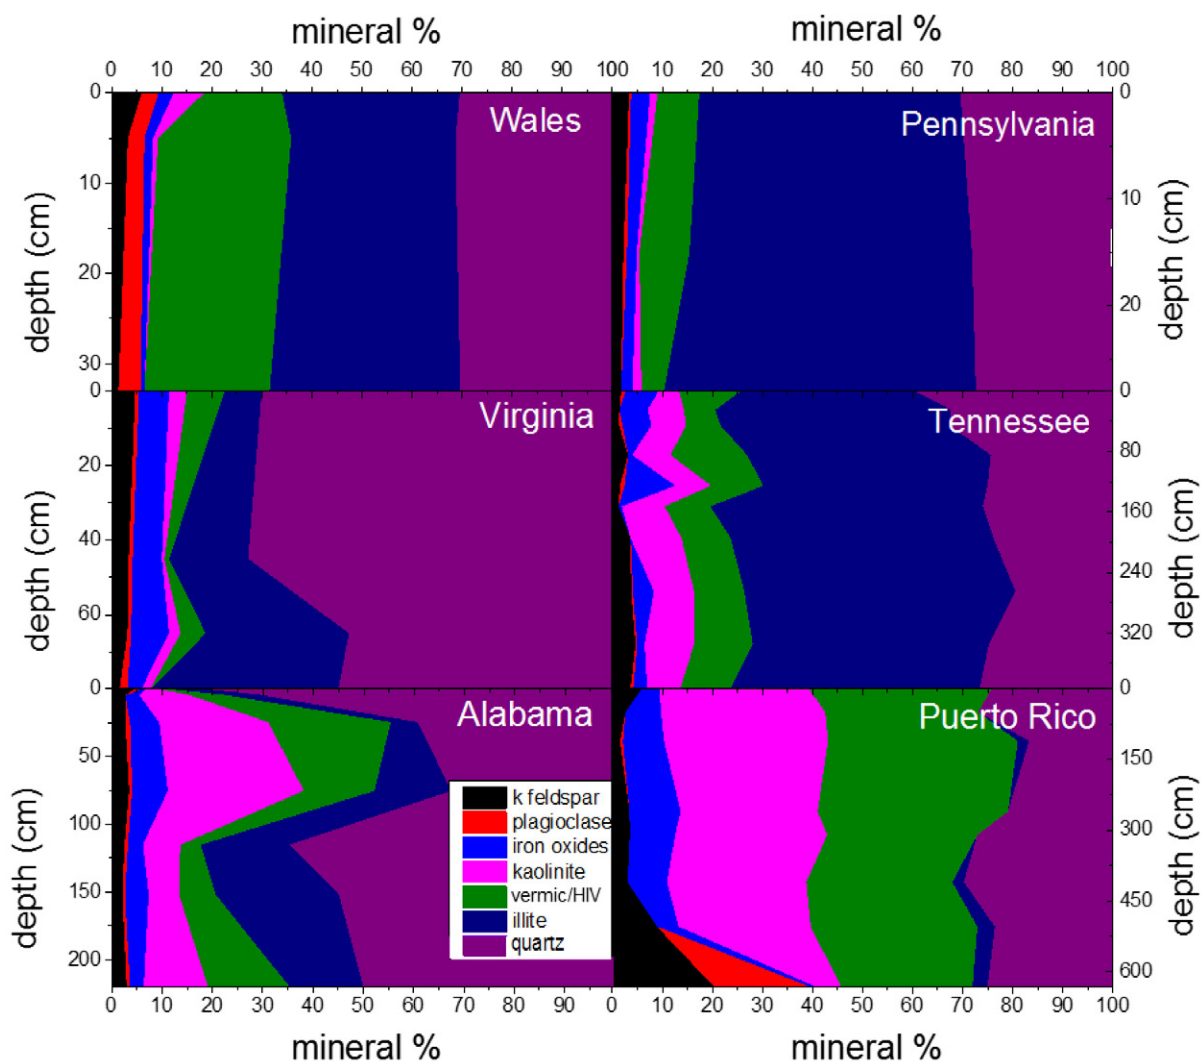 mineral % mineral %
0 10 20 30 40 50 60 70 80 90 0 10 20 30 40 50 60 70 80 90 100
Wales
Pennsylvania
depth (cm)
0
10
20
30
0
10
20
depth (cm)
Virginia
Tennessee
depth (cm)
0
20
40
60
0
80
160
240
320
depth (cm)
Alabama
Puerto Rico
depth (cm)
0
50
100
150
200
0
150
300
450
600
depth (cm)
k feldspar
plagioclase
iron oxides
kaolinite
vermic/HIV
illite
quartz
0 10 20 30 40 50 60 70 80 90 0 10 20 30 40 50 60 70 80 90 100
mineral % mineral %